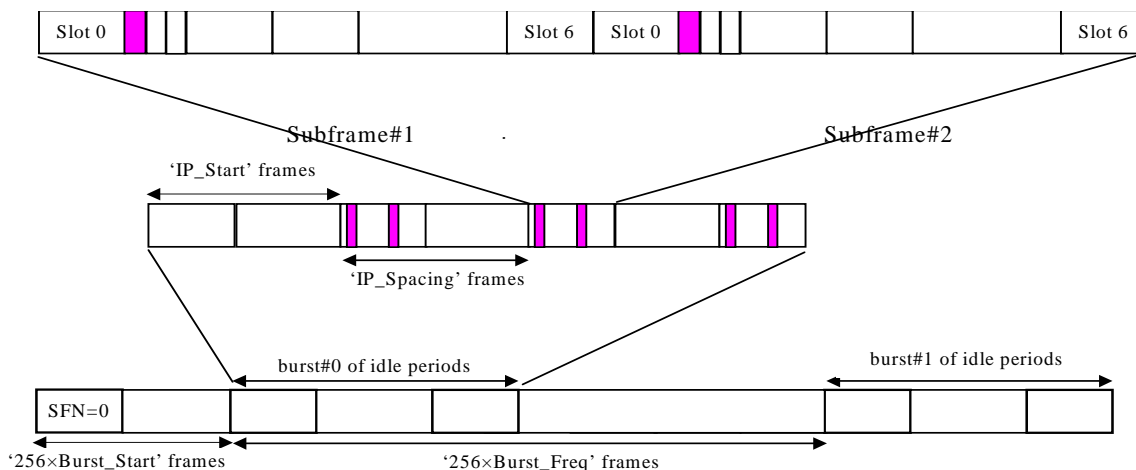 Slot 0
Slot 6
Slot 0
Slot 6
Subframe#1
Subframe#2
‘IP_Start’ frames
‘IP_Spacing’ frames
burst#0 of idle periods
burst#1 of idle periods
SFN=0
‘256×Burst_Start’ frames
‘256×Burst_Freq’ frames